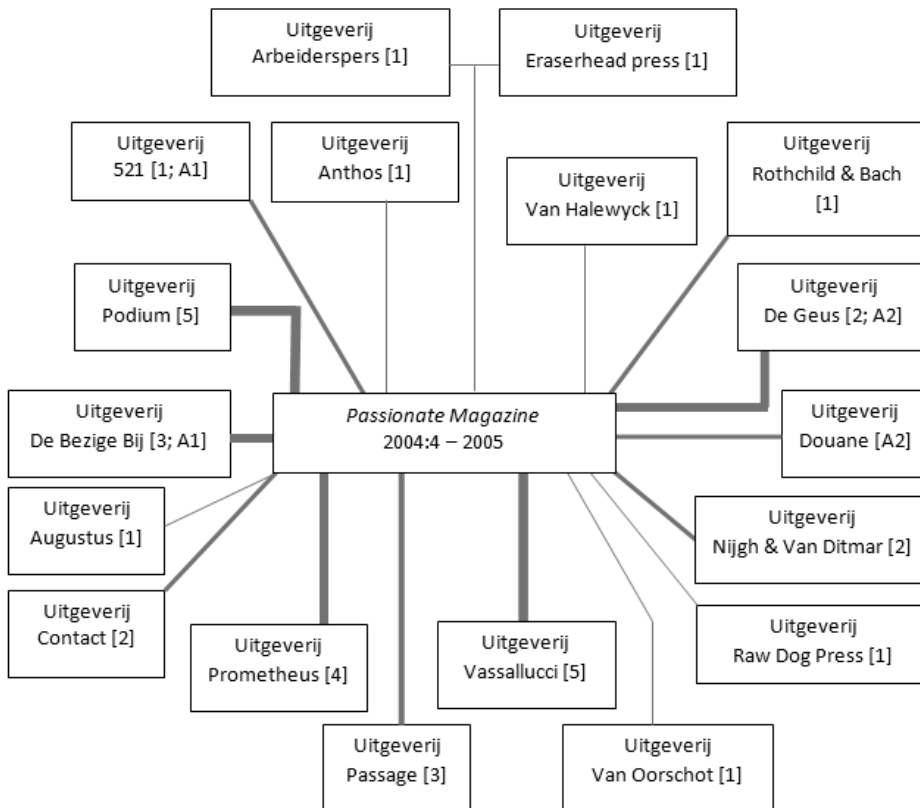 Uitgeverij
Arbeiderspers [1]
Uitgeverij
Eraserhead press [1]
Uitgeverij
521 [1; A1]
Uitgeverij
Anthos [1]
Uitgeverij
Van Halewyck [1]
Uitgeverij
Rothchild & Bach
[1]
Uitgeverij
Podium [5]
Uitgeverij
De Geus [2; A2]
Uitgeverij
De Bezige Bij [3; A1]
Passionate Magazine
2004:4 – 2005
Uitgeverij
Douane [A2]
Uitgeverij
Augustus [1]
Uitgeverij
Nijgh & Van Ditmar [2]
Uitgeverij
Contact [2]
Uitgeverij
Prometheus [4]
Uitgeverij
Vassallucci [5]
Uitgeverij
Raw Dog Press [1]
Uitgeverij
Passage [3]
Uitgeverij
Van Oorschot [1]